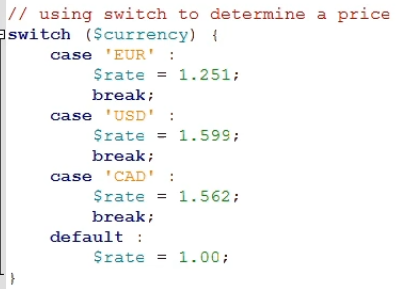 // using switch to determine a price
switch ($currency) {
    case 'EUR' :
        $rate = 1.251;
        break;
    case 'USD' :
        $rate = 1.599;
        break;
    case 'CAD' :
        $rate = 1.562;
        break;
    default :
        $rate = 1.00;
}